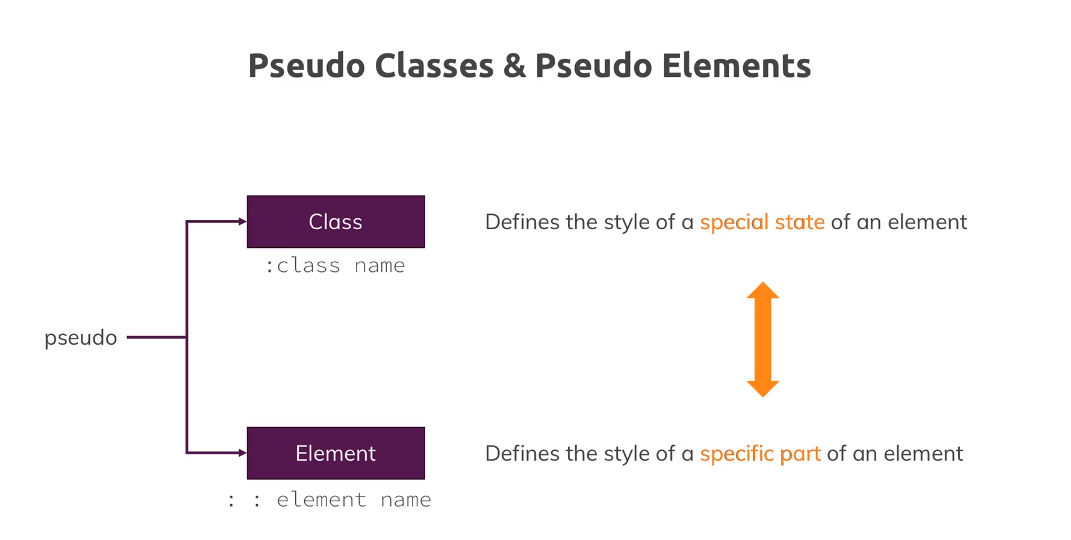 Pseudo Classes & Pseudo Elements
Class
Defines the style of a special state of an element
:class name
pseudo
Element
Defines the style of a specific part of an element
: : element name